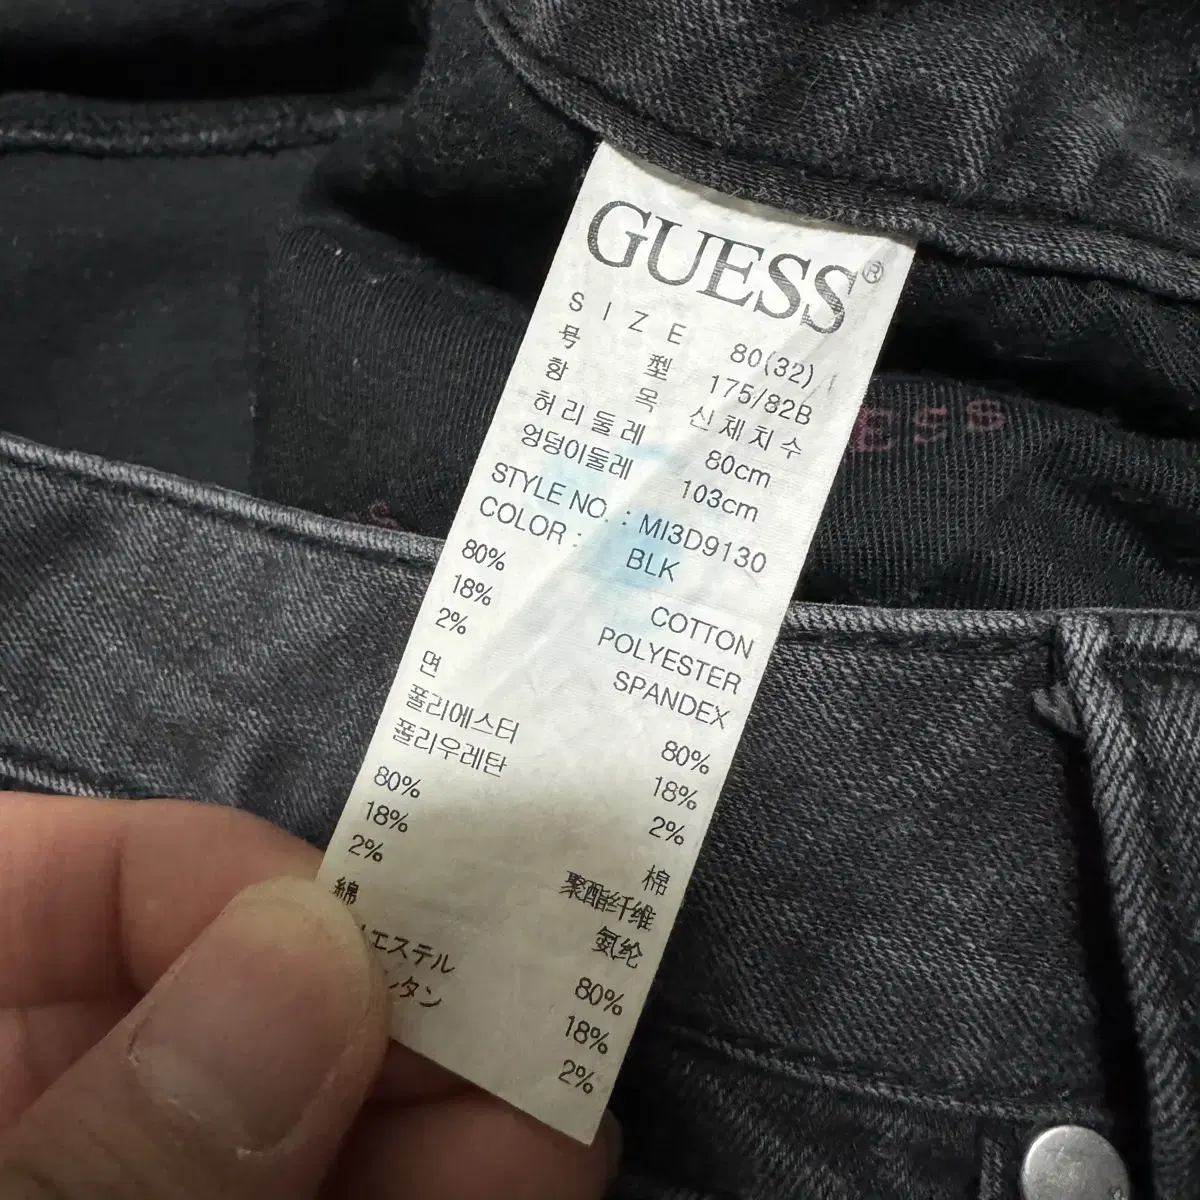 GUESS®
SIZE 80(32)
号型 175/82B
항목 신체치수
허리둘레 80cm
엉덩이둘레 103cm
STYLE NO. : MI3D9130
COLOR : BLK
80% COTTON
18% POLYESTER
2% SPANDEX
면 80%
폴리에스터 18%
폴리우레탄 2%
80% 棉
18% 聚酯纤维
2% 氨纶
綿 80%
エステル 18%
タン 2%
ESS